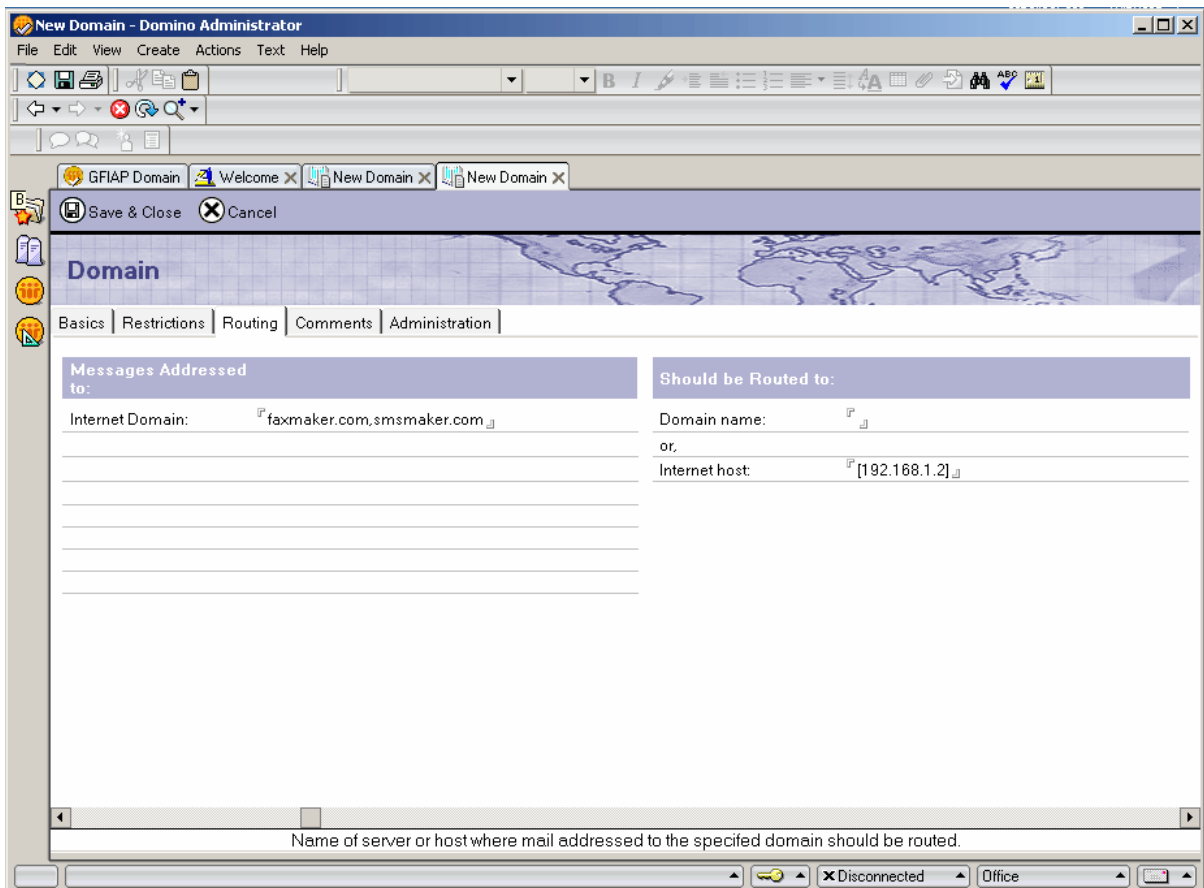 New Domain - Domino Administrator
File Edit View Create Actions Text Help
B I
ABC
GFIAP Domain Welcome New Domain New Domain
B
Save & Close Cancel
Domain
Basics Restrictions Routing Comments Administration
Messages Addressed
to:
Should be Routed to:
Internet Domain: faxmaker.com,smsmaker.com
Domain name:
or,
Internet host: [192.168.1.2]
Name of server or host where mail addressed to the specifed domain should be routed.
Disconnected Office